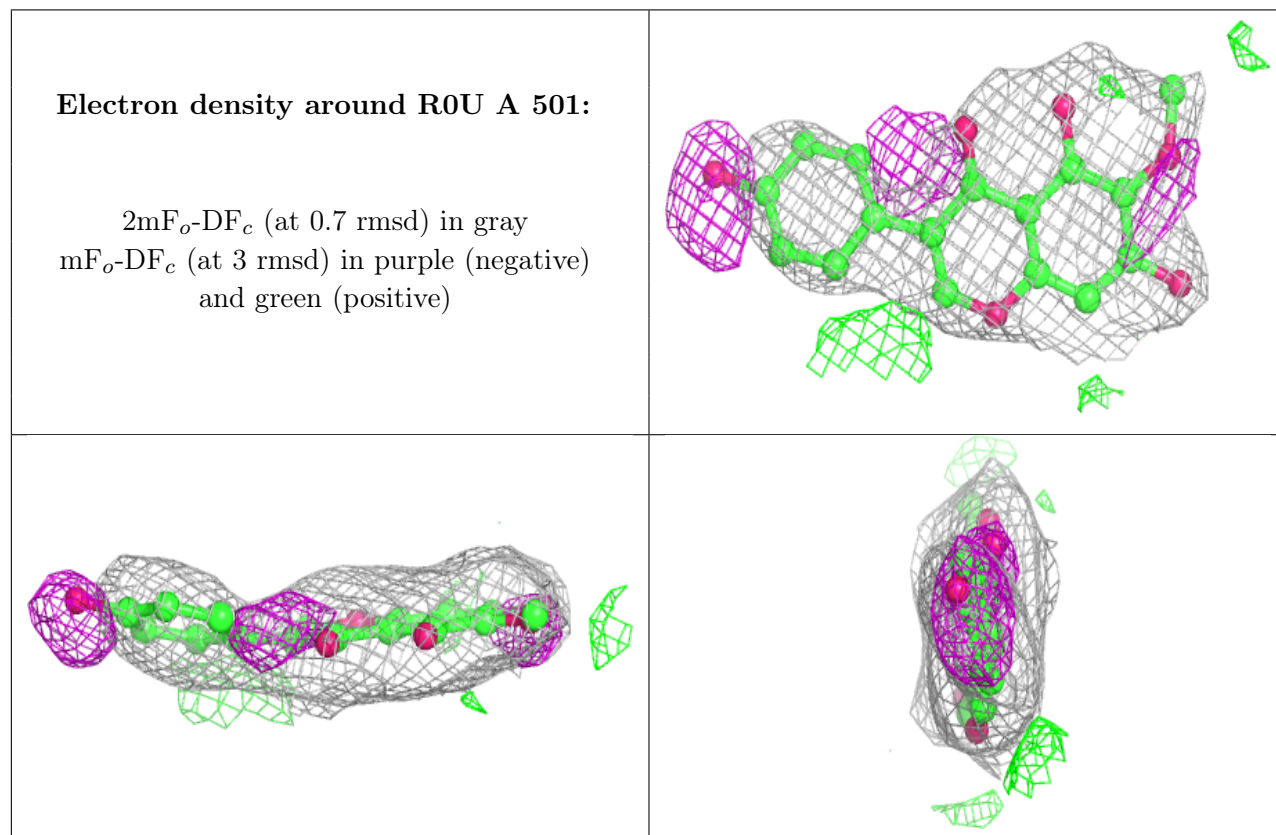 Electron density around R0U A 501:
2mFo-DFc (at 0.7 rmsd) in gray
mFo-DFc (at 3 rmsd) in purple (negative)
and green (positive)